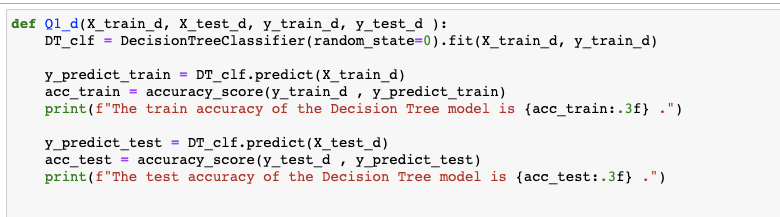 def Q1_d(X_train_d, X_test_d, y_train_d, y_test_d ):
    DT_clf = DecisionTreeClassifier(random_state=0).fit(X_train_d, y_train_d)

    y_predict_train = DT_clf.predict(X_train_d)
    acc_train = accuracy_score(y_train_d , y_predict_train)
    print(f"The train accuracy of the Decision Tree model is {acc_train:.3f} .")

    y_predict_test = DT_clf.predict(X_test_d)
    acc_test = accuracy_score(y_test_d , y_predict_test)
    print(f"The test accuracy of the Decision Tree model is {acc_test:.3f} .")